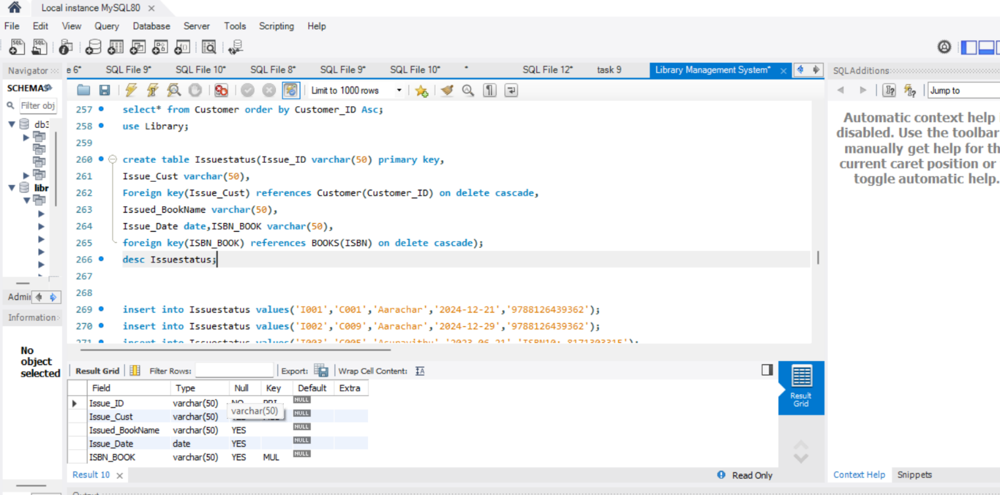 Local instance MySQL80
File Edit View Query Database Server Tools Scripting Help
Navigator
e 6* SQL File 9* SQL File 10* SQL File 8* SQL File 9* SQL File 10* * SQL File 12* task 9 Library Management System*
SQLAdditions
SCHEMAS
Limit to 1000 rows
Jump to
Filter obj
db3
libr
257 select* from Customer order by Customer_ID Asc;
258 use Library;
259
260 create table Issuestatus(Issue_ID varchar(50) primary key,
261 Issue_Cust varchar(50),
262 Foreign key(Issue_Cust) references Customer(Customer_ID) on delete cascade,
263 Issued_BookName varchar(50),
264 Issue_Date date,ISBN_BOOK varchar(50),
265 foreign key(ISBN_BOOK) references BOOKS(ISBN) on delete cascade);
266 desc Issuestatus;
267
268
269 insert into Issuestatus values('I001','C001','Aarachar','2024-12-21','9788126439362');
270 insert into Issuestatus values('I002','C009','Aarachar','2024-12-29','9788126439362');
Automatic context help
disabled. Use the toolbar
manually get help for th
current caret position or
toggle automatic help.
Admi
Information
No
object
selected
Result Grid Filter Rows: Export: Wrap Cell Content:
Field Type Null Key Default Extra
Issue_ID varchar(50) NO PRI NULL
varchar(50)
Issue_Cust varchar(50) NULL
Issued_BookName varchar(50) YES NULL
Issue_Date date YES NULL
ISBN_BOOK varchar(50) YES MUL NULL
Result
Grid
Result 10
Read Only
Context Help Snippets